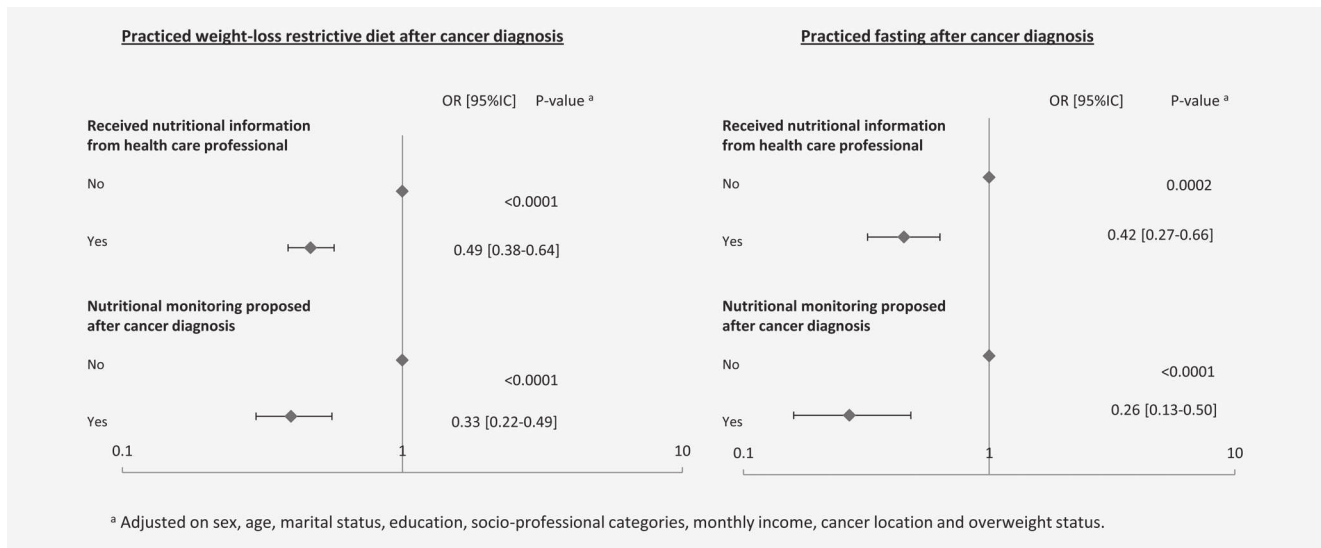 Practiced weight-loss restrictive diet after cancer diagnosis
OR [95%IC] P-value a
Received nutritional information
from health care professional
No
<0.0001
Yes
0.49 [0.38-0.64]
Nutritional monitoring proposed
after cancer diagnosis
No
<0.0001
Yes
0.33 [0.22-0.49]
0.1 1 10
Practiced fasting after cancer diagnosis
OR [95%IC] P-value a
Received nutritional information
from health care professional
No
0.0002
Yes
0.42 [0.27-0.66]
Nutritional monitoring proposed
after cancer diagnosis
No
<0.0001
Yes
0.26 [0.13-0.50]
0.1 1 10
a Adjusted on sex, age, marital status, education, socio-professional categories, monthly income, cancer location and overweight status.